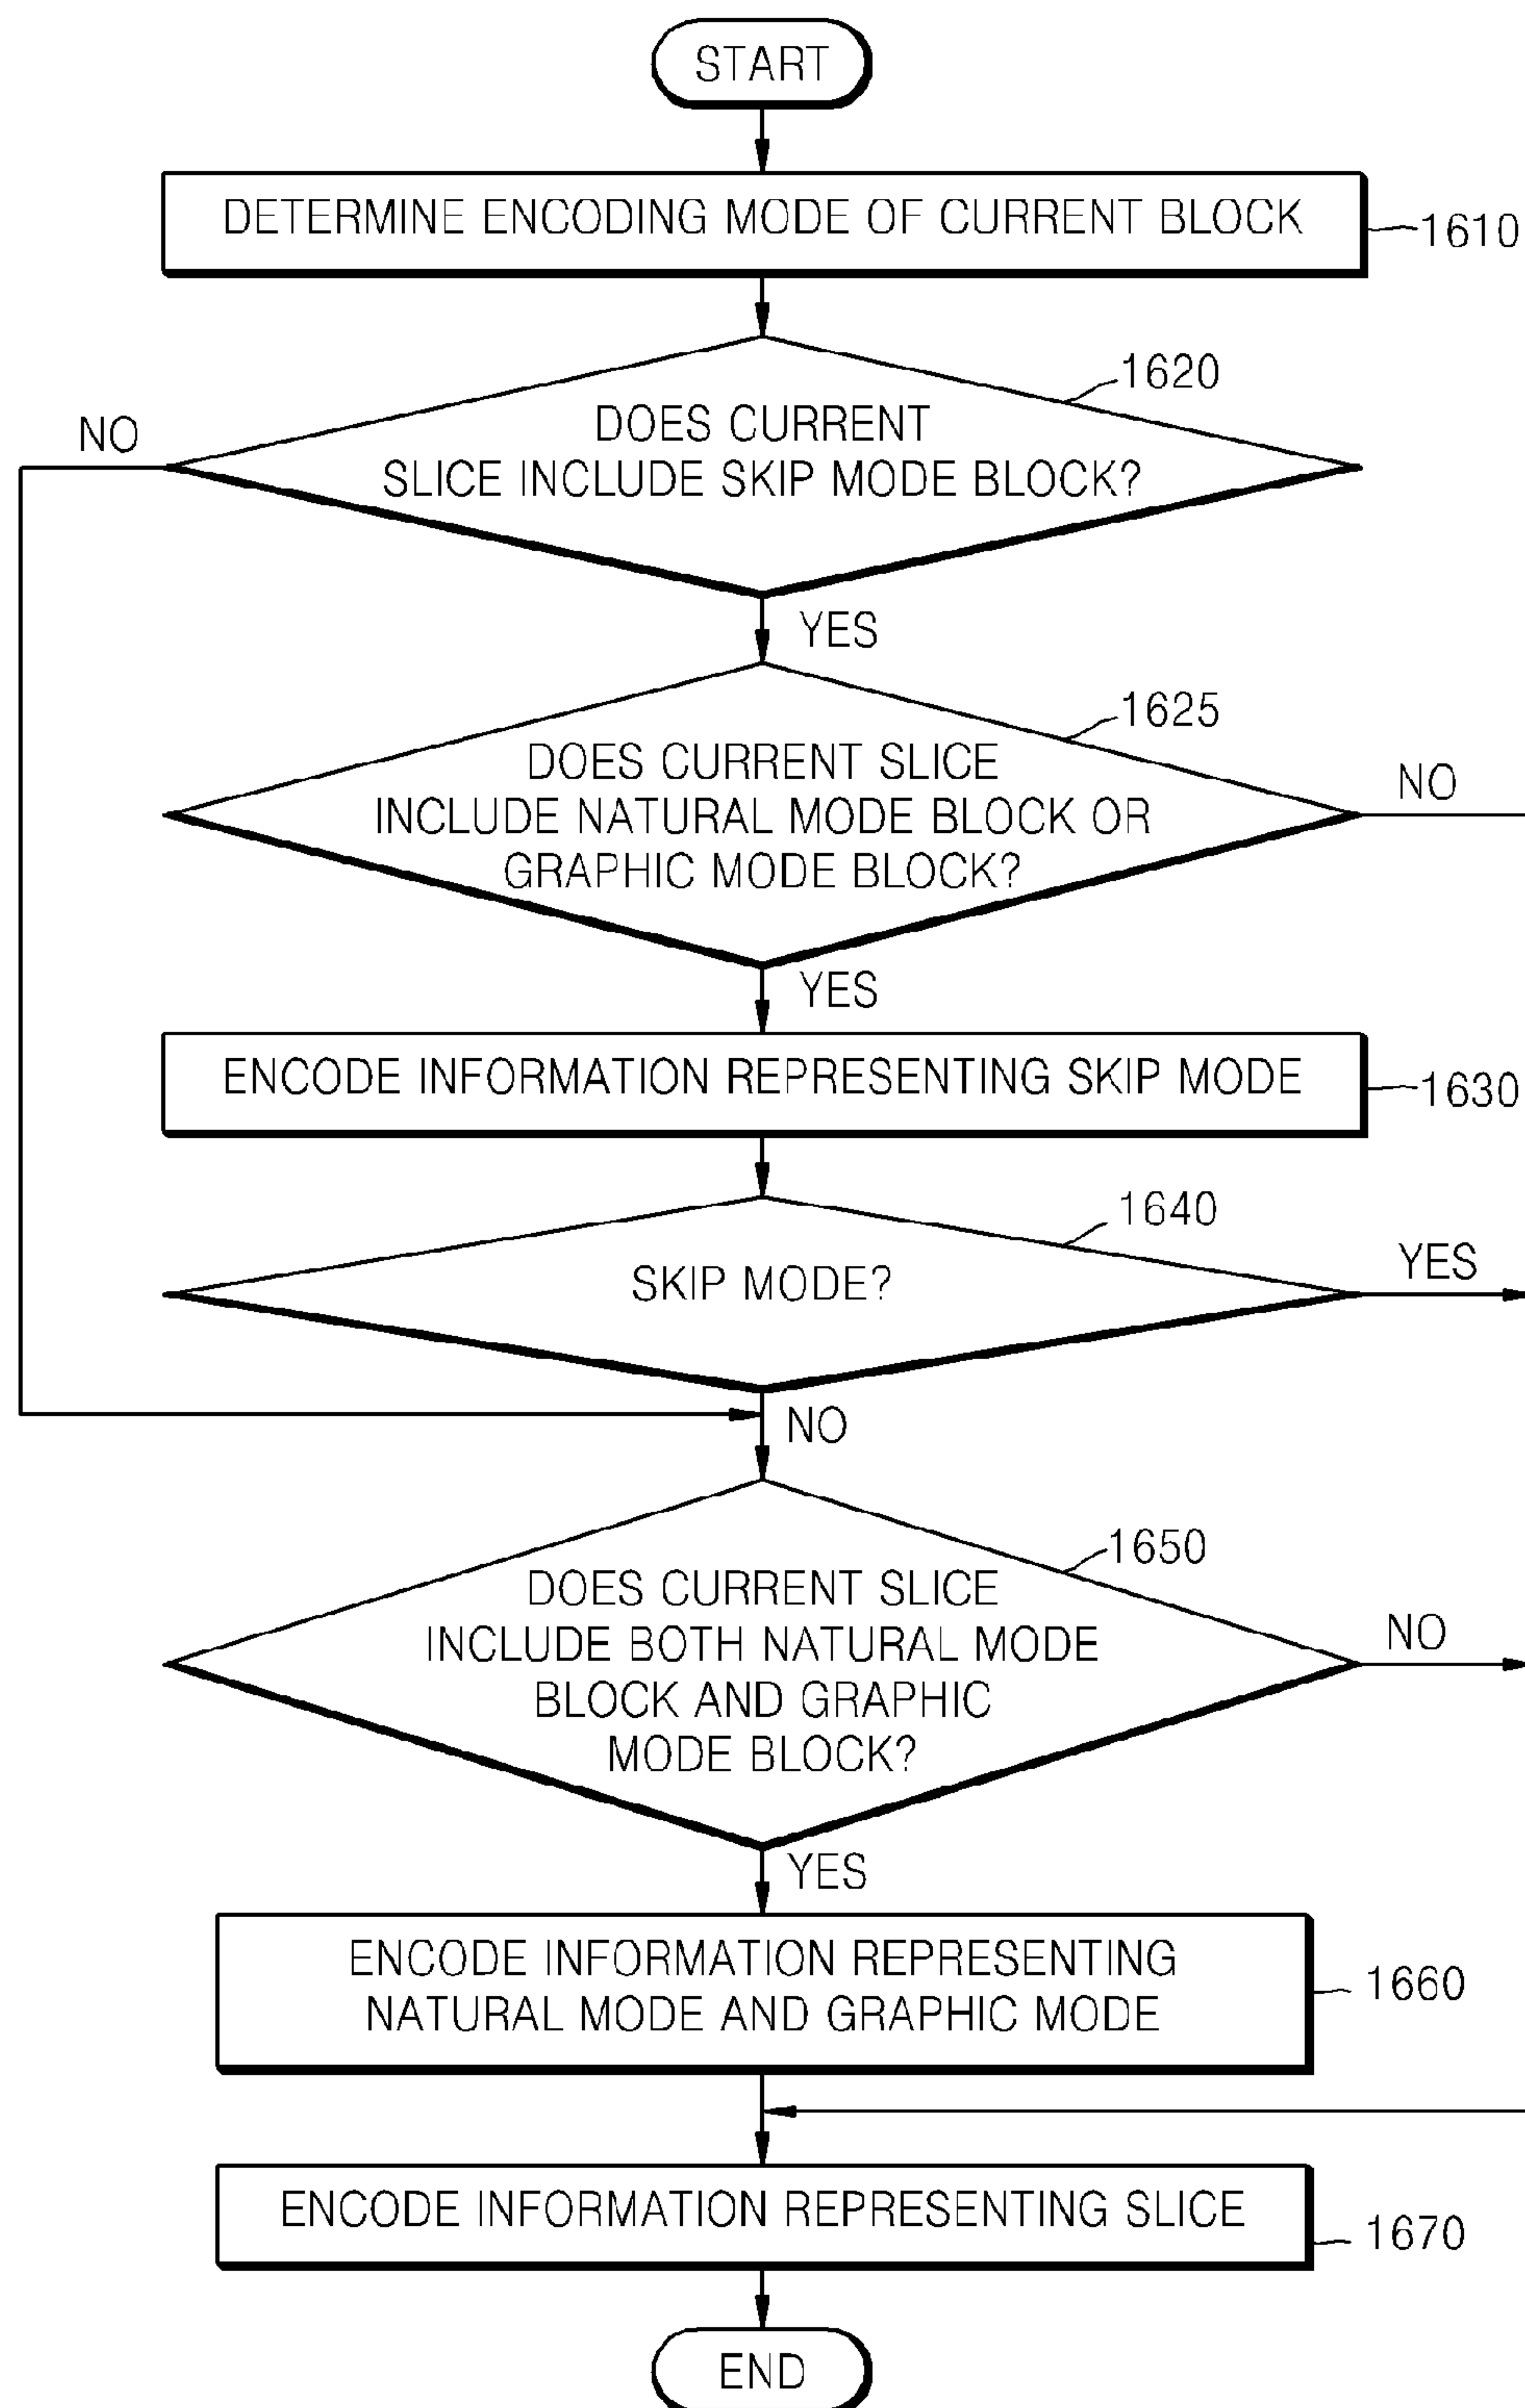 START
DETERMINE ENCODING MODE OF CURRENT BLOCK
1610
1620
NO
DOES CURRENT
SLICE INCLUDE SKIP MODE BLOCK?
YES
1625
DOES CURRENT SLICE
INCLUDE NATURAL MODE BLOCK OR
GRAPHIC MODE BLOCK?
NO
YES
ENCODE INFORMATION REPRESENTING SKIP MODE
1630
1640
SKIP MODE?
YES
NO
1650
DOES CURRENT SLICE
INCLUDE BOTH NATURAL MODE
BLOCK AND GRAPHIC
MODE BLOCK?
NO
YES
ENCODE INFORMATION REPRESENTING
NATURAL MODE AND GRAPHIC MODE
1660
ENCODE INFORMATION REPRESENTING SLICE
1670
END